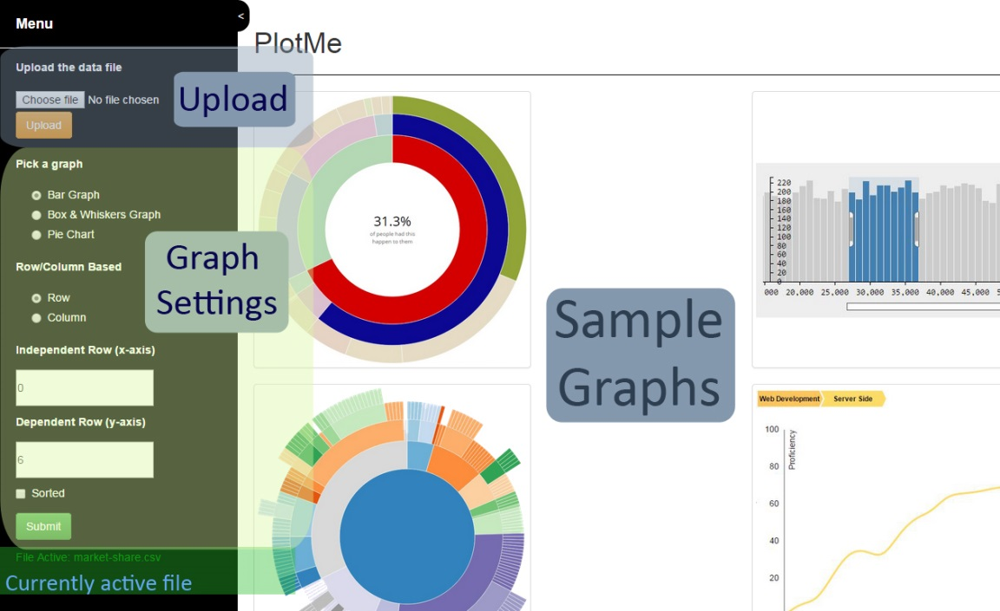 Menu
<
PlotMe
Upload the data file
Choose file No file chosen
Upload
Upload
Pick a graph
Bar Graph
Box & Whiskers Graph
Pie Chart
Graph
Settings
Row/Column Based
Row
Column
Independent Row (x-axis)
0
Dependent Row (y-axis)
6
Sorted
Submit
File Active: market-share.csv
Currently active file
31.3%
of people had this
happen to them
Sample
Graphs
220
200
180
160
140
120
100
80
60
40
20
0
000 20,000 25,000 30,000 35,000 40,000 45,000 5
Web Development Server Side
Proficiency
100
80
60
40
20